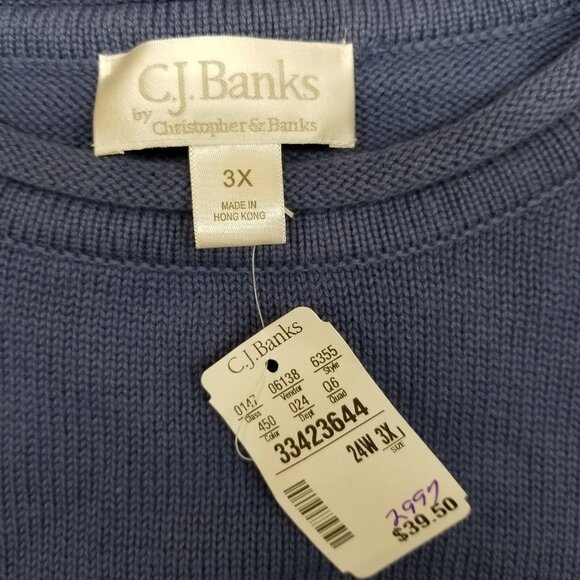 C.J. Banks
by Christopher & Banks
3X
MADE IN
HONG KONG
C.J. Banks
0147 06138 6355
Class Vendor Style
450 024 Q6
Color Dept Quad
33423644
24W 3X
SIZE
2997
$39.50